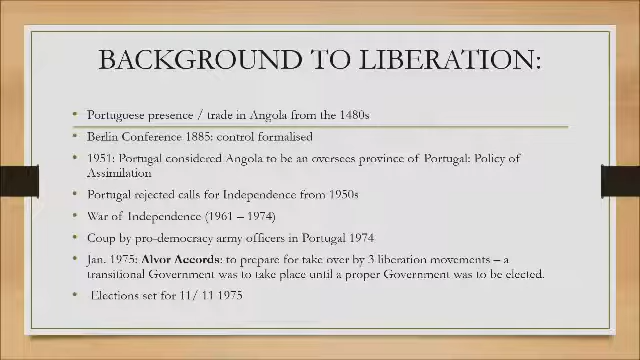 BACKGROUND TO LIBERATION:
• Portuguese presence / trade in Angola from the 1480s
• Berlin Conference 1885: control formalised
• 1951: Portugal considered Angola to be an oversees province of Portugal: Policy of
Assimilation
• Portugal rejected calls for Independence from 1950s
• War of Independence (1961 – 1974)
• Coup by pro-democracy army officers in Portugal 1974
• Jan. 1975: Alvor Accords: to prepare for take over by 3 liberation movements – a
transitional Government was to take place until a proper Government was to be elected.
• Elections set for 11/ 11 1975